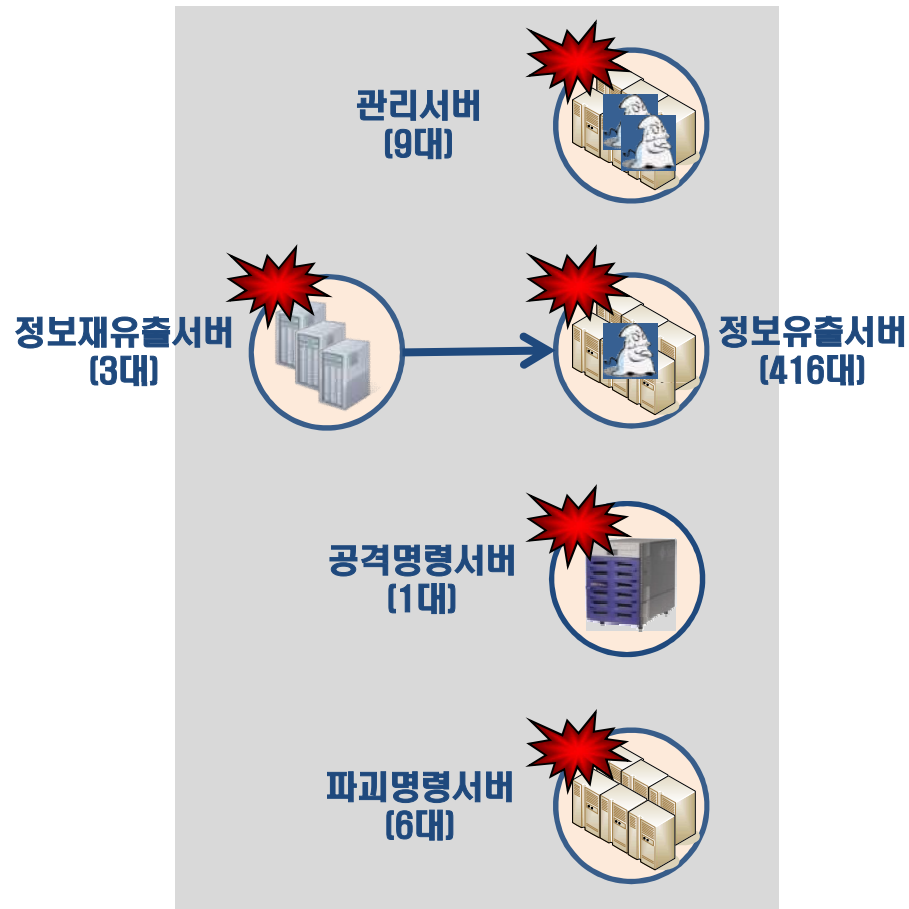 관리서버
(9대)
정보재유출서버
(3대)
정보유출서버
(416대)
공격명령서버
(1대)
파괴명령서버
(6대)